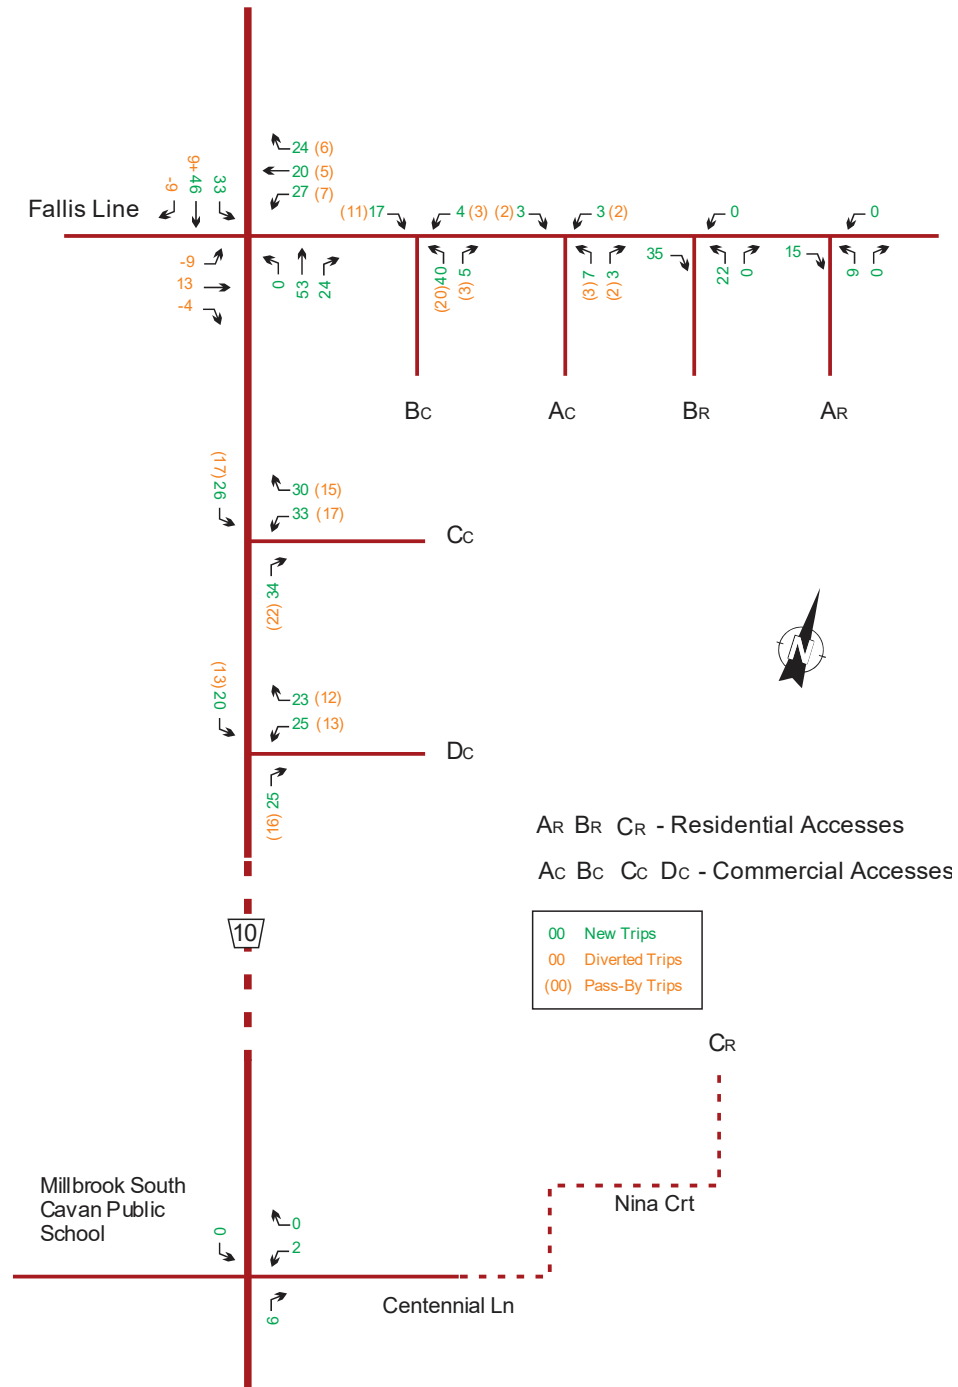 24 (6)
20 (5)
27 (7)
46
33
Fallis Line
-9
13
-4
0
53
24
(11) 17
4 (3)
(2) 3
3 (2)
0
0
(20) 40
(3) 5
(3) 7
(2) 3
35
22
0
15
9
0
BC
AC
BR
AR
(17) 26
30 (15)
33 (17)
CC
(22) 34
N
(13) 20
23 (12)
25 (13)
DC
(16) 25
AR BR CR - Residential Accesses
AC BC CC DC - Commercial Accesses
10
00 New Trips
00 Diverted Trips
(00) Pass-By Trips
CR
Millbrook South
Cavan Public
School
Nina Crt
0
0
2
Centennial Ln
6